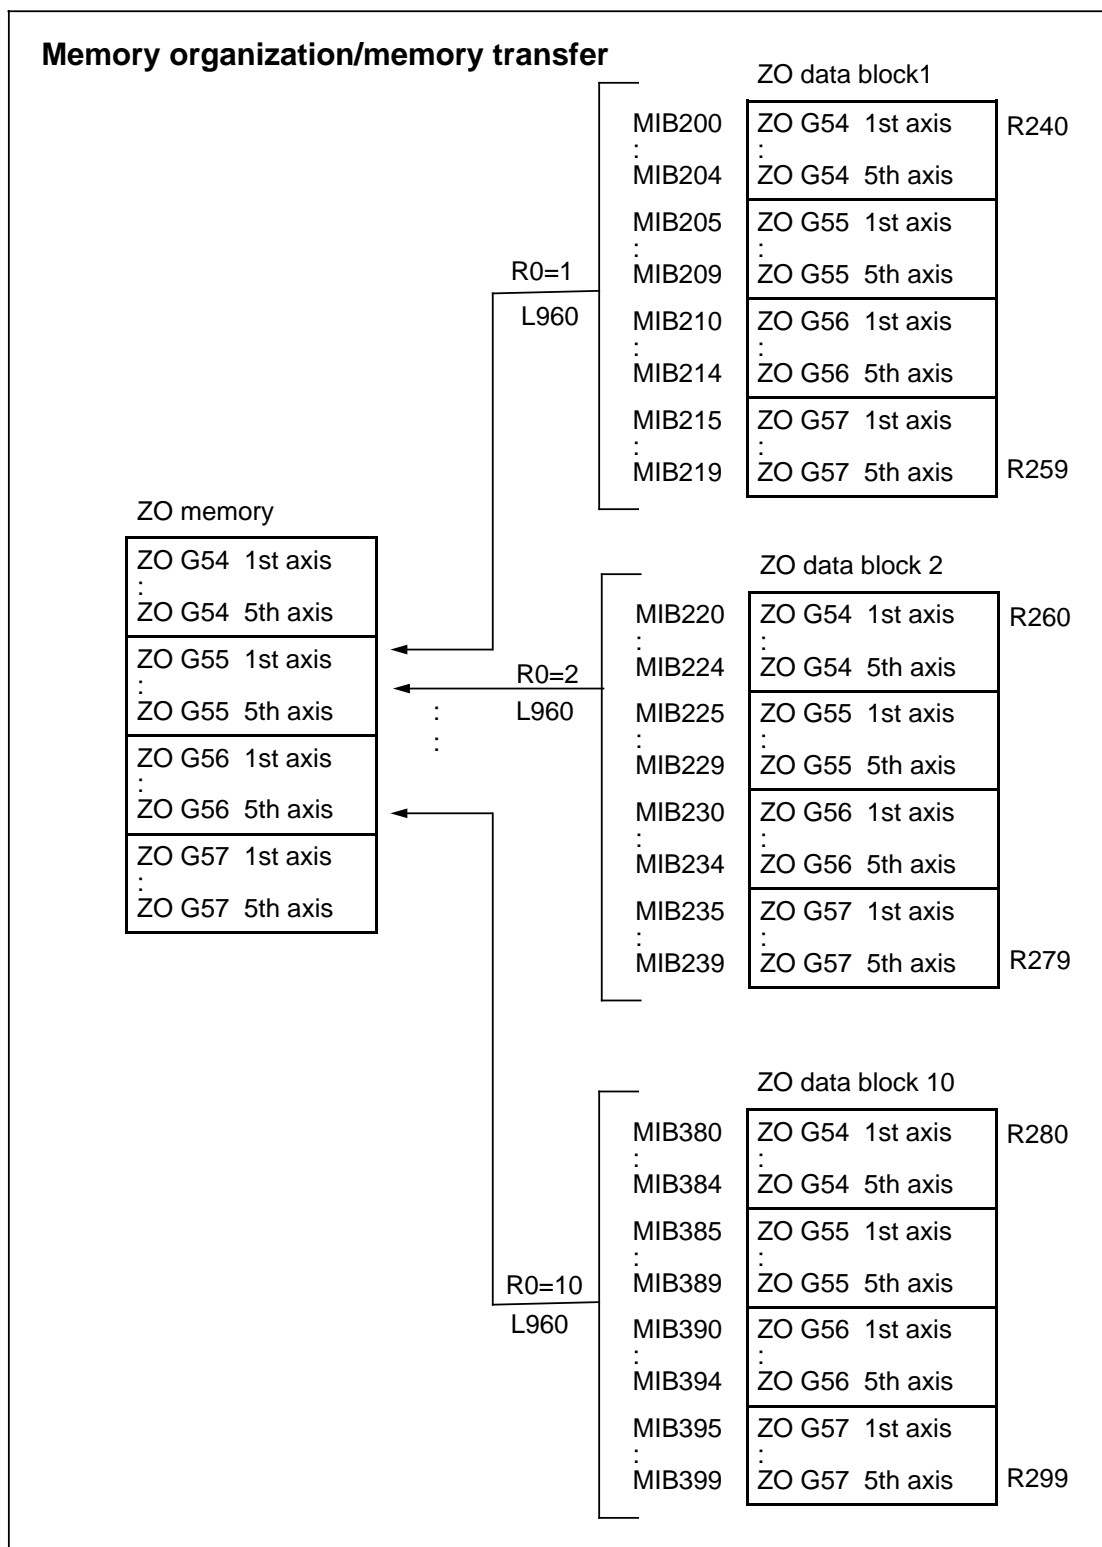 Memory organization/memory transfer
ZO data block1
MIB200 ZO G54 1st axis R240
: :
MIB204 ZO G54 5th axis
MIB205 ZO G55 1st axis
: :
MIB209 ZO G55 5th axis
MIB210 ZO G56 1st axis
: :
MIB214 ZO G56 5th axis
MIB215 ZO G57 1st axis
: :
MIB219 ZO G57 5th axis R259
R0=1
L960
ZO memory
ZO G54 1st axis
:
ZO G54 5th axis
ZO G55 1st axis
:
ZO G55 5th axis
ZO G56 1st axis
:
ZO G56 5th axis
ZO G57 1st axis
:
ZO G57 5th axis
R0=2
L960
:
:
ZO data block 2
MIB220 ZO G54 1st axis R260
: :
MIB224 ZO G54 5th axis
MIB225 ZO G55 1st axis
: :
MIB229 ZO G55 5th axis
MIB230 ZO G56 1st axis
: :
MIB234 ZO G56 5th axis
MIB235 ZO G57 1st axis
: :
MIB239 ZO G57 5th axis R279
R0=10
L960
ZO data block 10
MIB380 ZO G54 1st axis R280
: :
MIB384 ZO G54 5th axis
MIB385 ZO G55 1st axis
: :
MIB389 ZO G55 5th axis
MIB390 ZO G56 1st axis
: :
MIB394 ZO G56 5th axis
MIB395 ZO G57 1st axis
: :
MIB399 ZO G57 5th axis R299